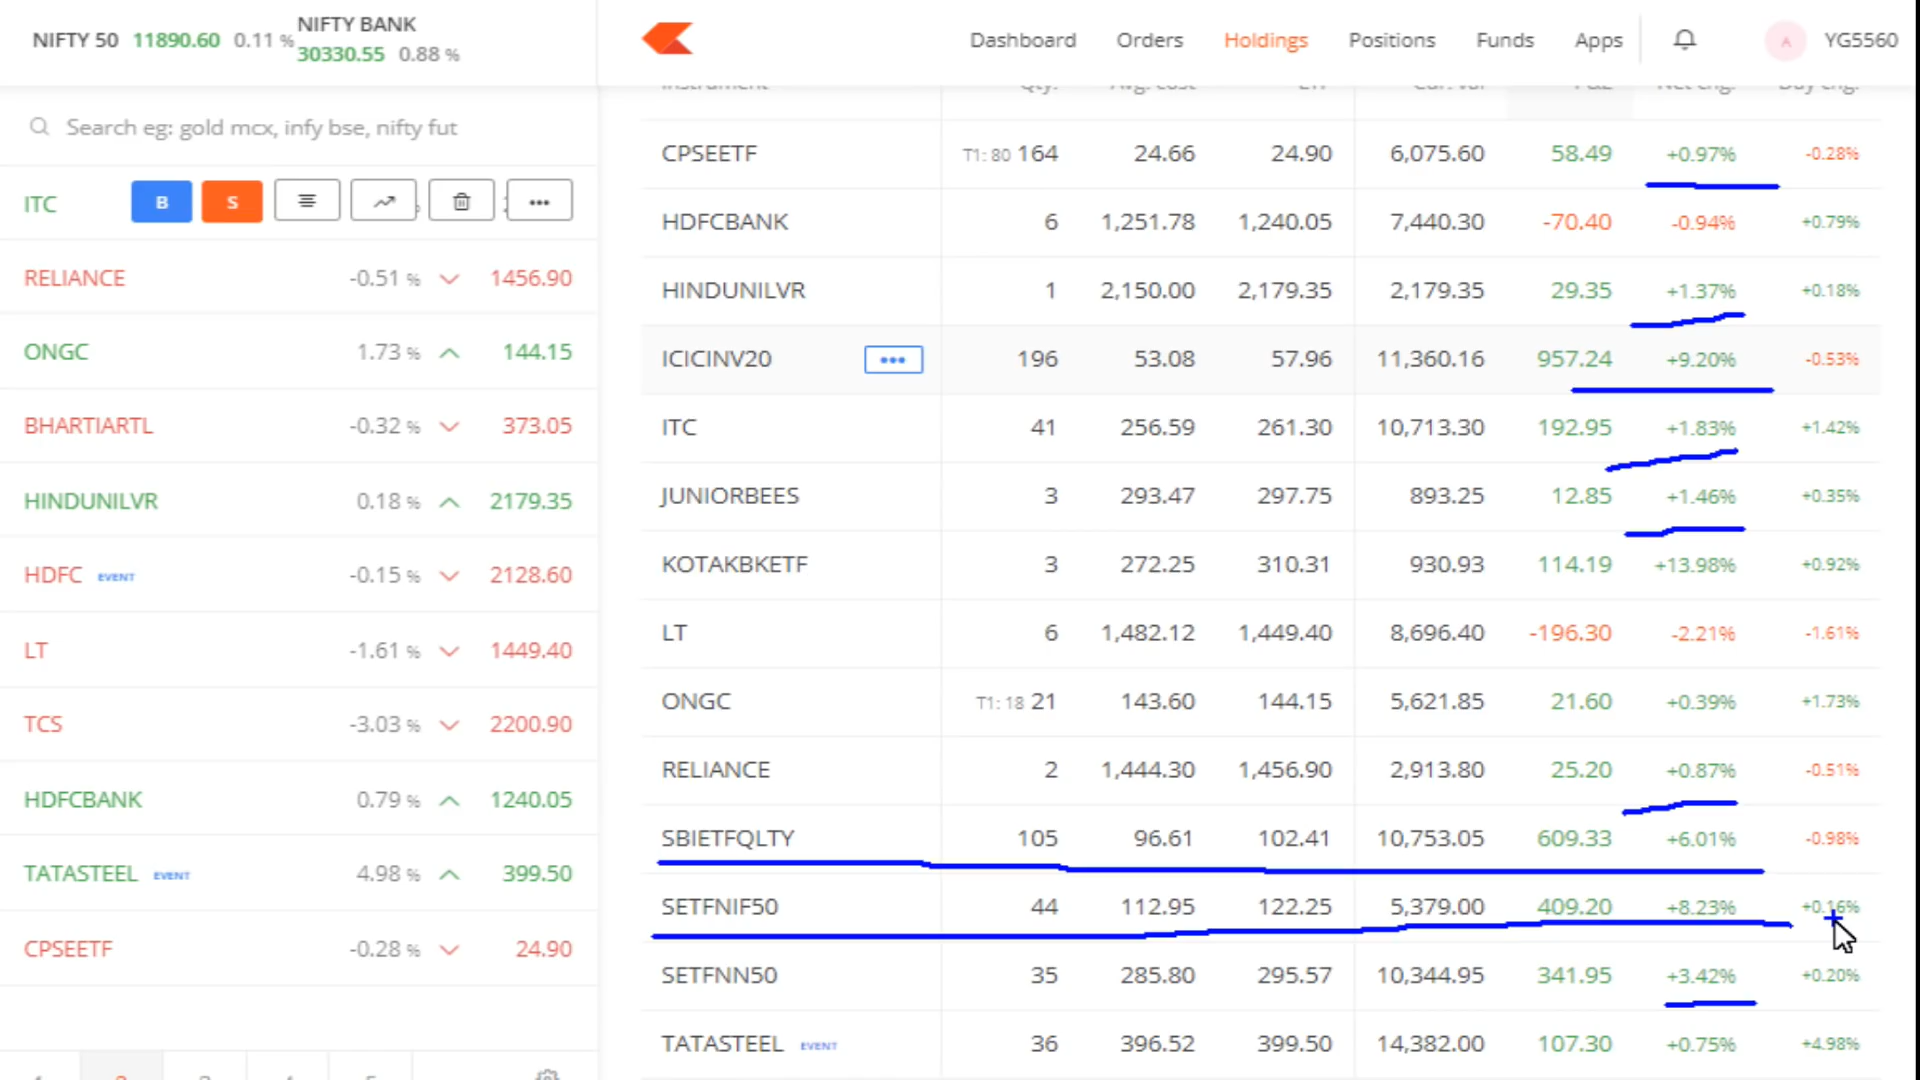 NIFTY 50 11890.60 0.11 %
NIFTY BANK
30330.55 0.88 %
Dashboard Orders Holdings Positions Funds Apps A YG5560
Search eg: gold mcx, infy bse, nifty fut
ITC B S
RELIANCE -0.51 % 1456.90
ONGC 1.73 % 144.15
BHARTIARTL -0.32 % 373.05
HINDUNILVR 0.18 % 2179.35
HDFC EVENT -0.15 % 2128.60
LT -1.61 % 1449.40
TCS -3.03 % 2200.90
HDFCBANK 0.79 % 1240.05
TATASTEEL EVENT 4.98 % 399.50
CPSEETF -0.28 % 24.90
Instrument Qty. Avg. cost LTP Cur. val P&L Net chg. Day chg.
CPSEETF T1: 80 164 24.66 24.90 6,075.60 58.49 +0.97% -0.28%
HDFCBANK 6 1,251.78 1,240.05 7,440.30 -70.40 -0.94% +0.79%
HINDUNILVR 1 2,150.00 2,179.35 2,179.35 29.35 +1.37% +0.18%
ICICINV20 196 53.08 57.96 11,360.16 957.24 +9.20% -0.53%
ITC 41 256.59 261.30 10,713.30 192.95 +1.83% +1.42%
JUNIORBEES 3 293.47 297.75 893.25 12.85 +1.46% +0.35%
KOTAKBKETF 3 272.25 310.31 930.93 114.19 +13.98% +0.92%
LT 6 1,482.12 1,449.40 8,696.40 -196.30 -2.21% -1.61%
ONGC T1: 18 21 143.60 144.15 5,621.85 21.60 +0.39% +1.73%
RELIANCE 2 1,444.30 1,456.90 2,913.80 25.20 +0.87% -0.51%
SBIETFQLTY 105 96.61 102.41 10,753.05 609.33 +6.01% -0.98%
SETFNIF50 44 112.95 122.25 5,379.00 409.20 +8.23% +0.16%
SETFNN50 35 285.80 295.57 10,344.95 341.95 +3.42% +0.20%
TATASTEEL EVENT 36 396.52 399.50 14,382.00 107.30 +0.75% +4.98%